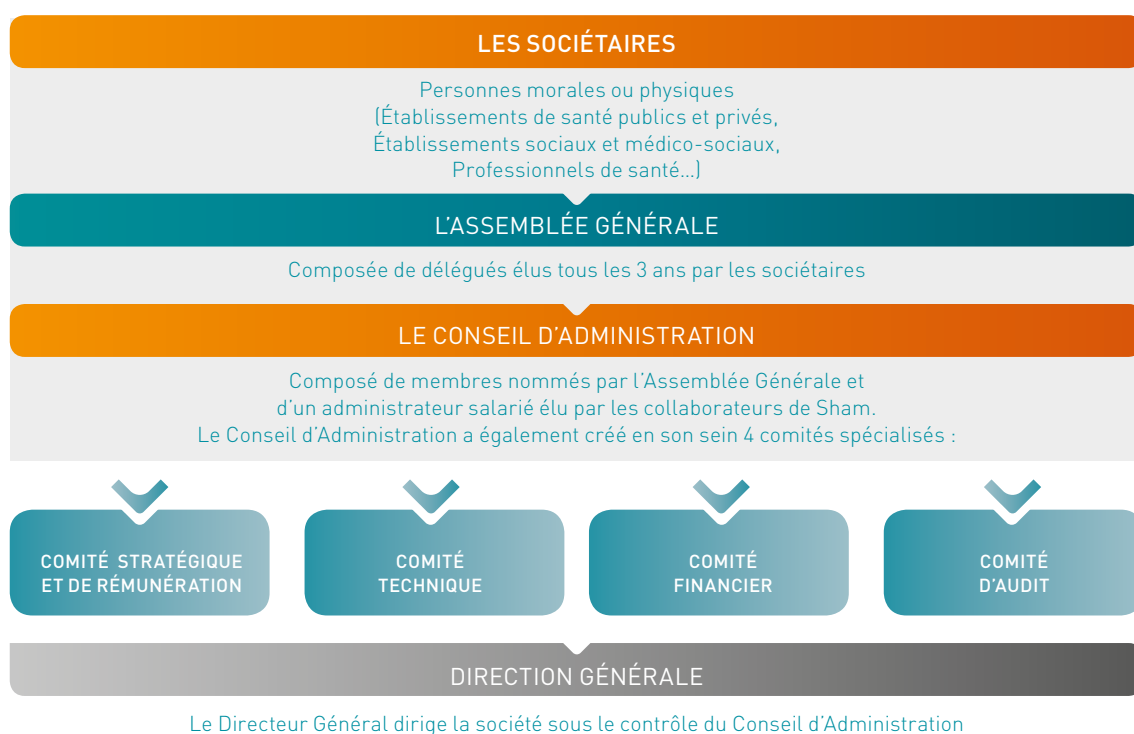 LES SOCIÉTAIRES
Personnes morales ou physiques
(Établissements de santé publics et privés,
Établissements sociaux et médico-sociaux,
Professionnels de santé...)
L'ASSEMBLÉE GÉNÉRALE
Composée de délégués élus tous les 3 ans par les sociétaires
LE CONSEIL D'ADMINISTRATION
Composé de membres nommés par l'Assemblée Générale et
d'un administrateur salarié élu par les collaborateurs de Sham.
Le Conseil d'Administration a également créé en son sein 4 comités spécialisés :
COMITÉ STRATÉGIQUE
ET DE RÉMUNÉRATION
COMITÉ
TECHNIQUE
COMITÉ
FINANCIER
COMITÉ
D'AUDIT
DIRECTION GÉNÉRALE
Le Directeur Général dirige la société sous le contrôle du Conseil d'Administration